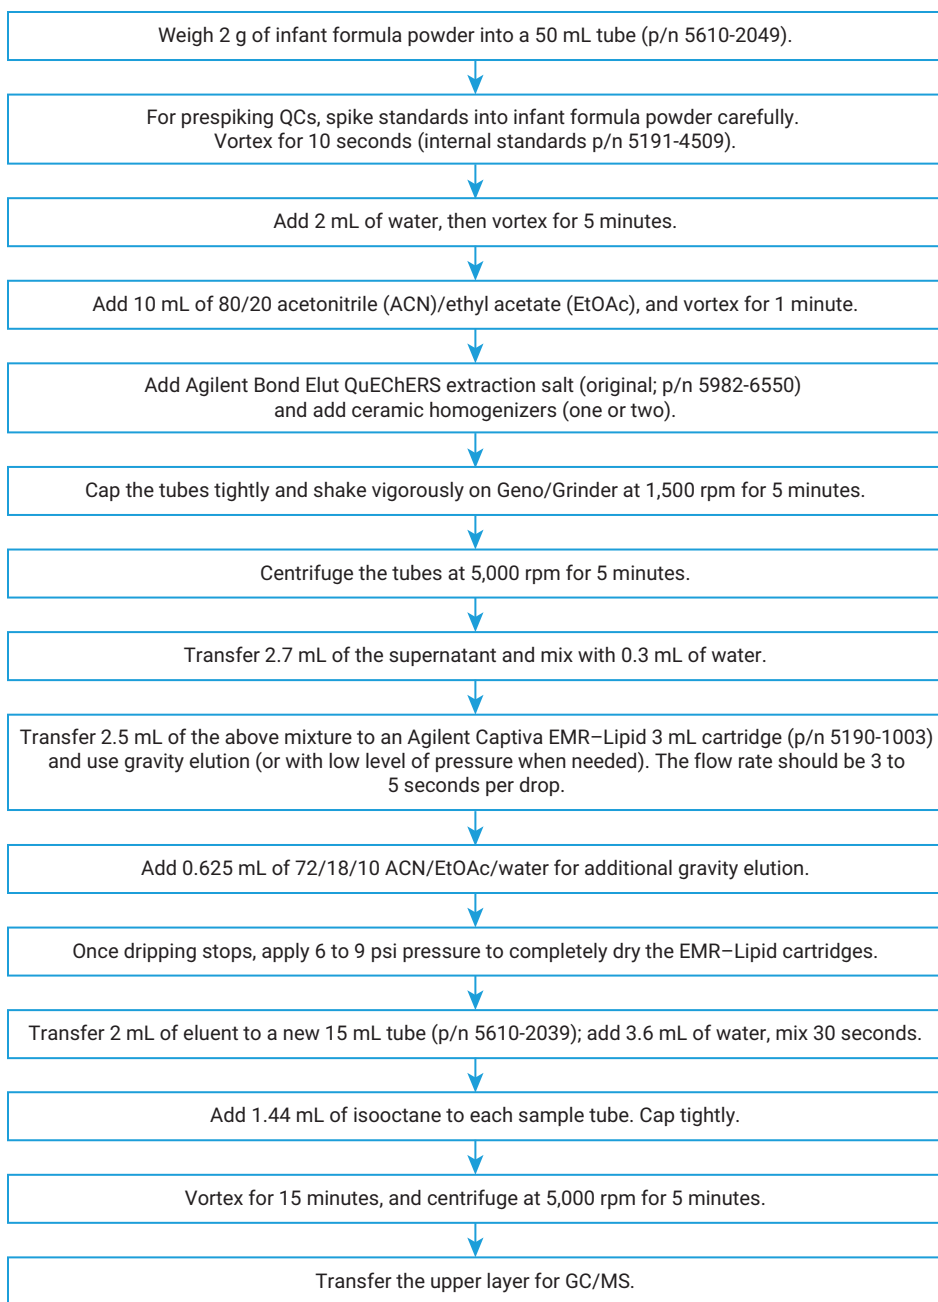 Weigh 2 g of infant formula powder into a 50 mL tube (p/n 5610-2049).
For prespiking QCs, spike standards into infant formula powder carefully.
Vortex for 10 seconds (internal standards p/n 5191-4509).
Add 2 mL of water, then vortex for 5 minutes.
Add 10 mL of 80/20 acetonitrile (ACN)/ethyl acetate (EtOAc), and vortex for 1 minute.
Add Agilent Bond Elut QuEChERS extraction salt (original; p/n 5982-6550)
and add ceramic homogenizers (one or two).
Cap the tubes tightly and shake vigorously on Geno/Grinder at 1,500 rpm for 5 minutes.
Centrifuge the tubes at 5,000 rpm for 5 minutes.
Transfer 2.7 mL of the supernatant and mix with 0.3 mL of water.
Transfer 2.5 mL of the above mixture to an Agilent Captiva EMR–Lipid 3 mL cartridge (p/n 5190-1003)
and use gravity elution (or with low level of pressure when needed). The flow rate should be 3 to
5 seconds per drop.
Add 0.625 mL of 72/18/10 ACN/EtOAc/water for additional gravity elution.
Once dripping stops, apply 6 to 9 psi pressure to completely dry the EMR–Lipid cartridges.
Transfer 2 mL of eluent to a new 15 mL tube (p/n 5610-2039); add 3.6 mL of water, mix 30 seconds.
Add 1.44 mL of isooctane to each sample tube. Cap tightly.
Vortex for 15 minutes, and centrifuge at 5,000 rpm for 5 minutes.
Transfer the upper layer for GC/MS.